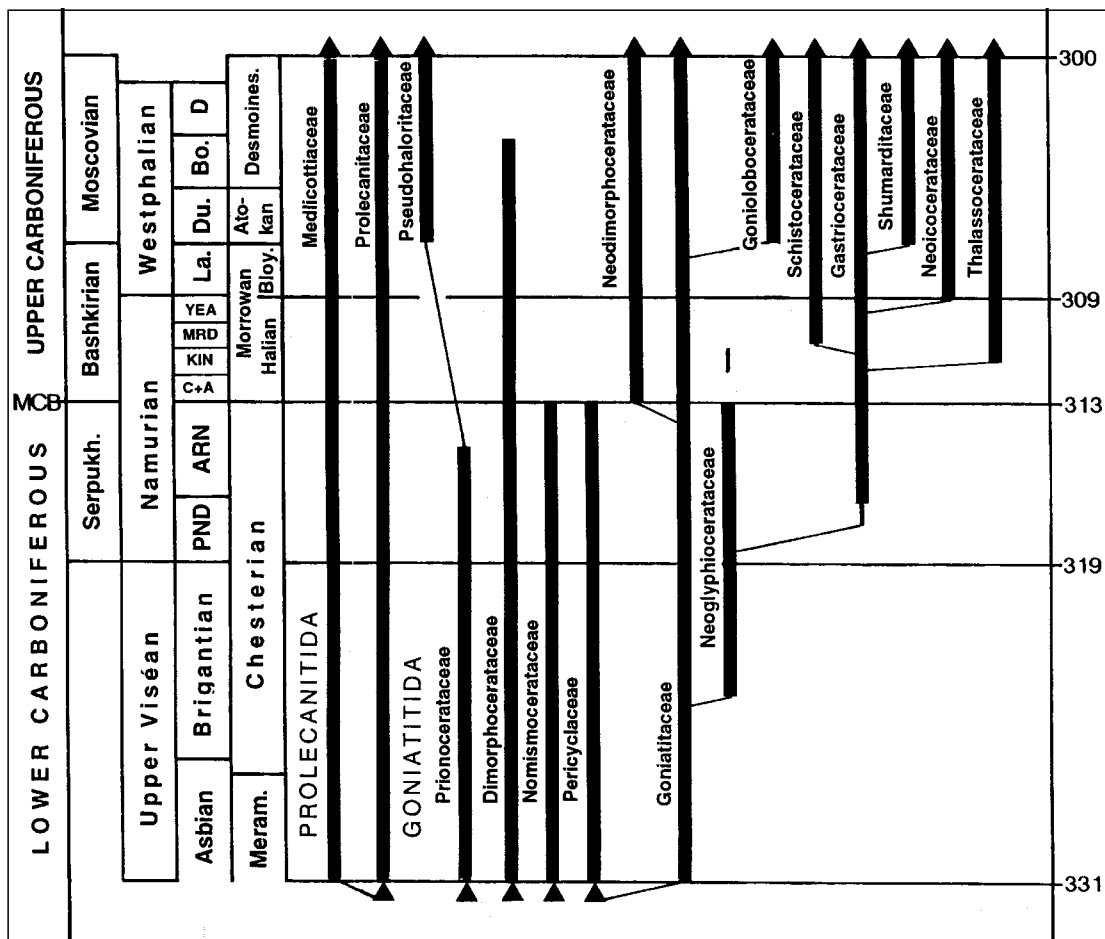 UPPER CARBONIFEROUS
LOWER CARBONIFEROUS
MCB
Moscovian
Bashkirian
Serpukh.
Westphalian
Namurian
Upper Viséan
D
Bo.
Du.
La.
YEA
MRD
KIN
C+A
ARN
PND
Brigantian
Asbian
Desmoines.
Ato-
kan
Morrowan
Bloy.
Halian
Chesterian
Meram.
PROLECANITIDA
Medlicottiaceae
Prolecanitaceae
Pseudohaloritaceae
GONIATITIDA
Prionocerataceae
Dimorphocerataceae
Nomismocerataceae
Pericyclaceae
Neodimorphocerataceae
Goniatitaceae
Neoglyphiocerataceae
Goniolobocerataceae
Schistocerataceae
Gastriocerataceae
Shumarditaceae
Neoicocerataceae
Thalassocerataceae
300
309
313
319
331